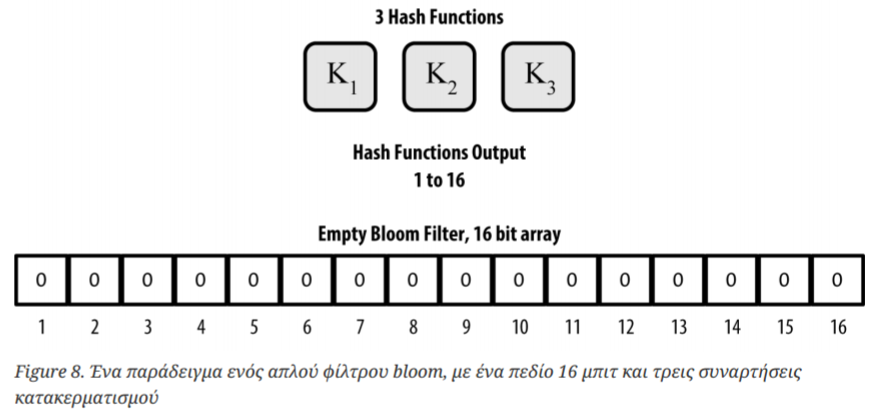 3 Hash Functions
K1 K2 K3
Hash Functions Output
1 to 16
Empty Bloom Filter, 16 bit array
0 0 0 0 0 0 0 0 0 0 0 0 0 0 0 0
1 2 3 4 5 6 7 8 9 10 11 12 13 14 15 16
Figure 8. Ένα παράδειγμα ενός απλού φίλτρου bloom, με ένα πεδίο 16 μπιτ και τρεις συναρτήσεις
κατακερματισμού